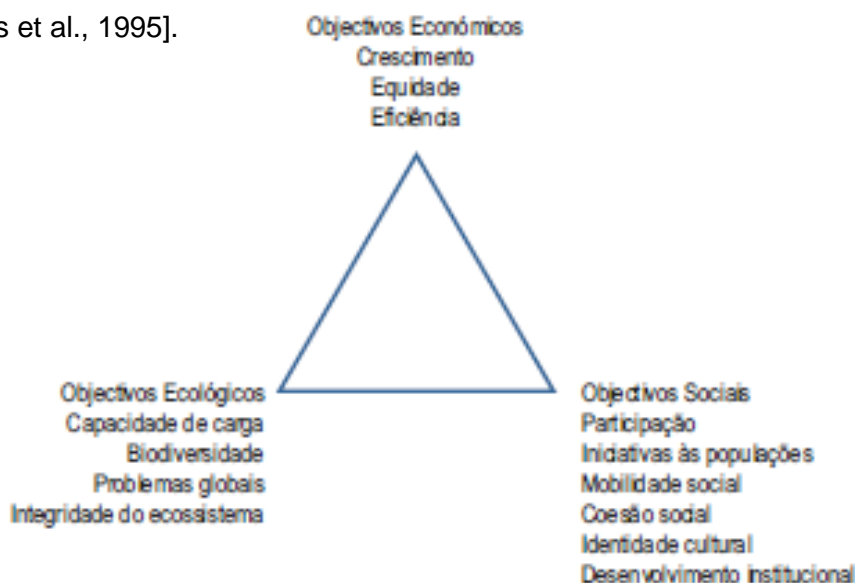 s et al., 1995].
Objectivos Económicos
Crescimento
Equidade
Eficiência
Objectivos Ecológicos
Capacidade de carga
Biodiversidade
Problemas globais
Integridade do ecossistema
Objectivos Sociais
Participação
Iniciativas às populações
Mobilidade social
Coesão social
Identidade cultural
Desenvolvimento institucional